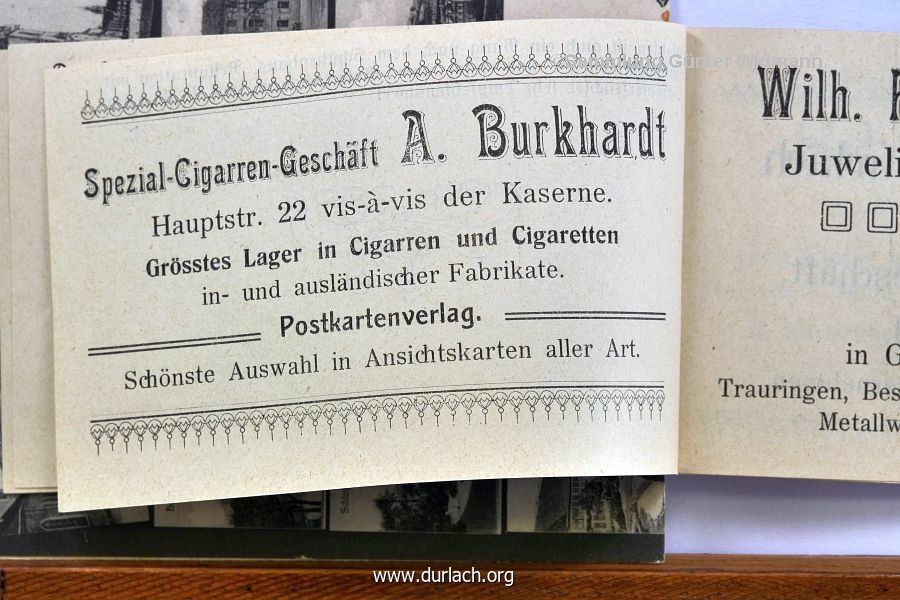 Spezial-Cigarren-Geschäft A. Burkhardt
Hauptstr. 22 vis-à-vis der Kaserne.
Grösstes Lager in Cigarren und Cigaretten
in- und ausländischer Fabrikate.
Postkartenverlag.
Schönste Auswahl in Ansichtskarten aller Art.
Wilh.
Juweli
in G
Trauringen, Bes
Metallw
www.durlach.org